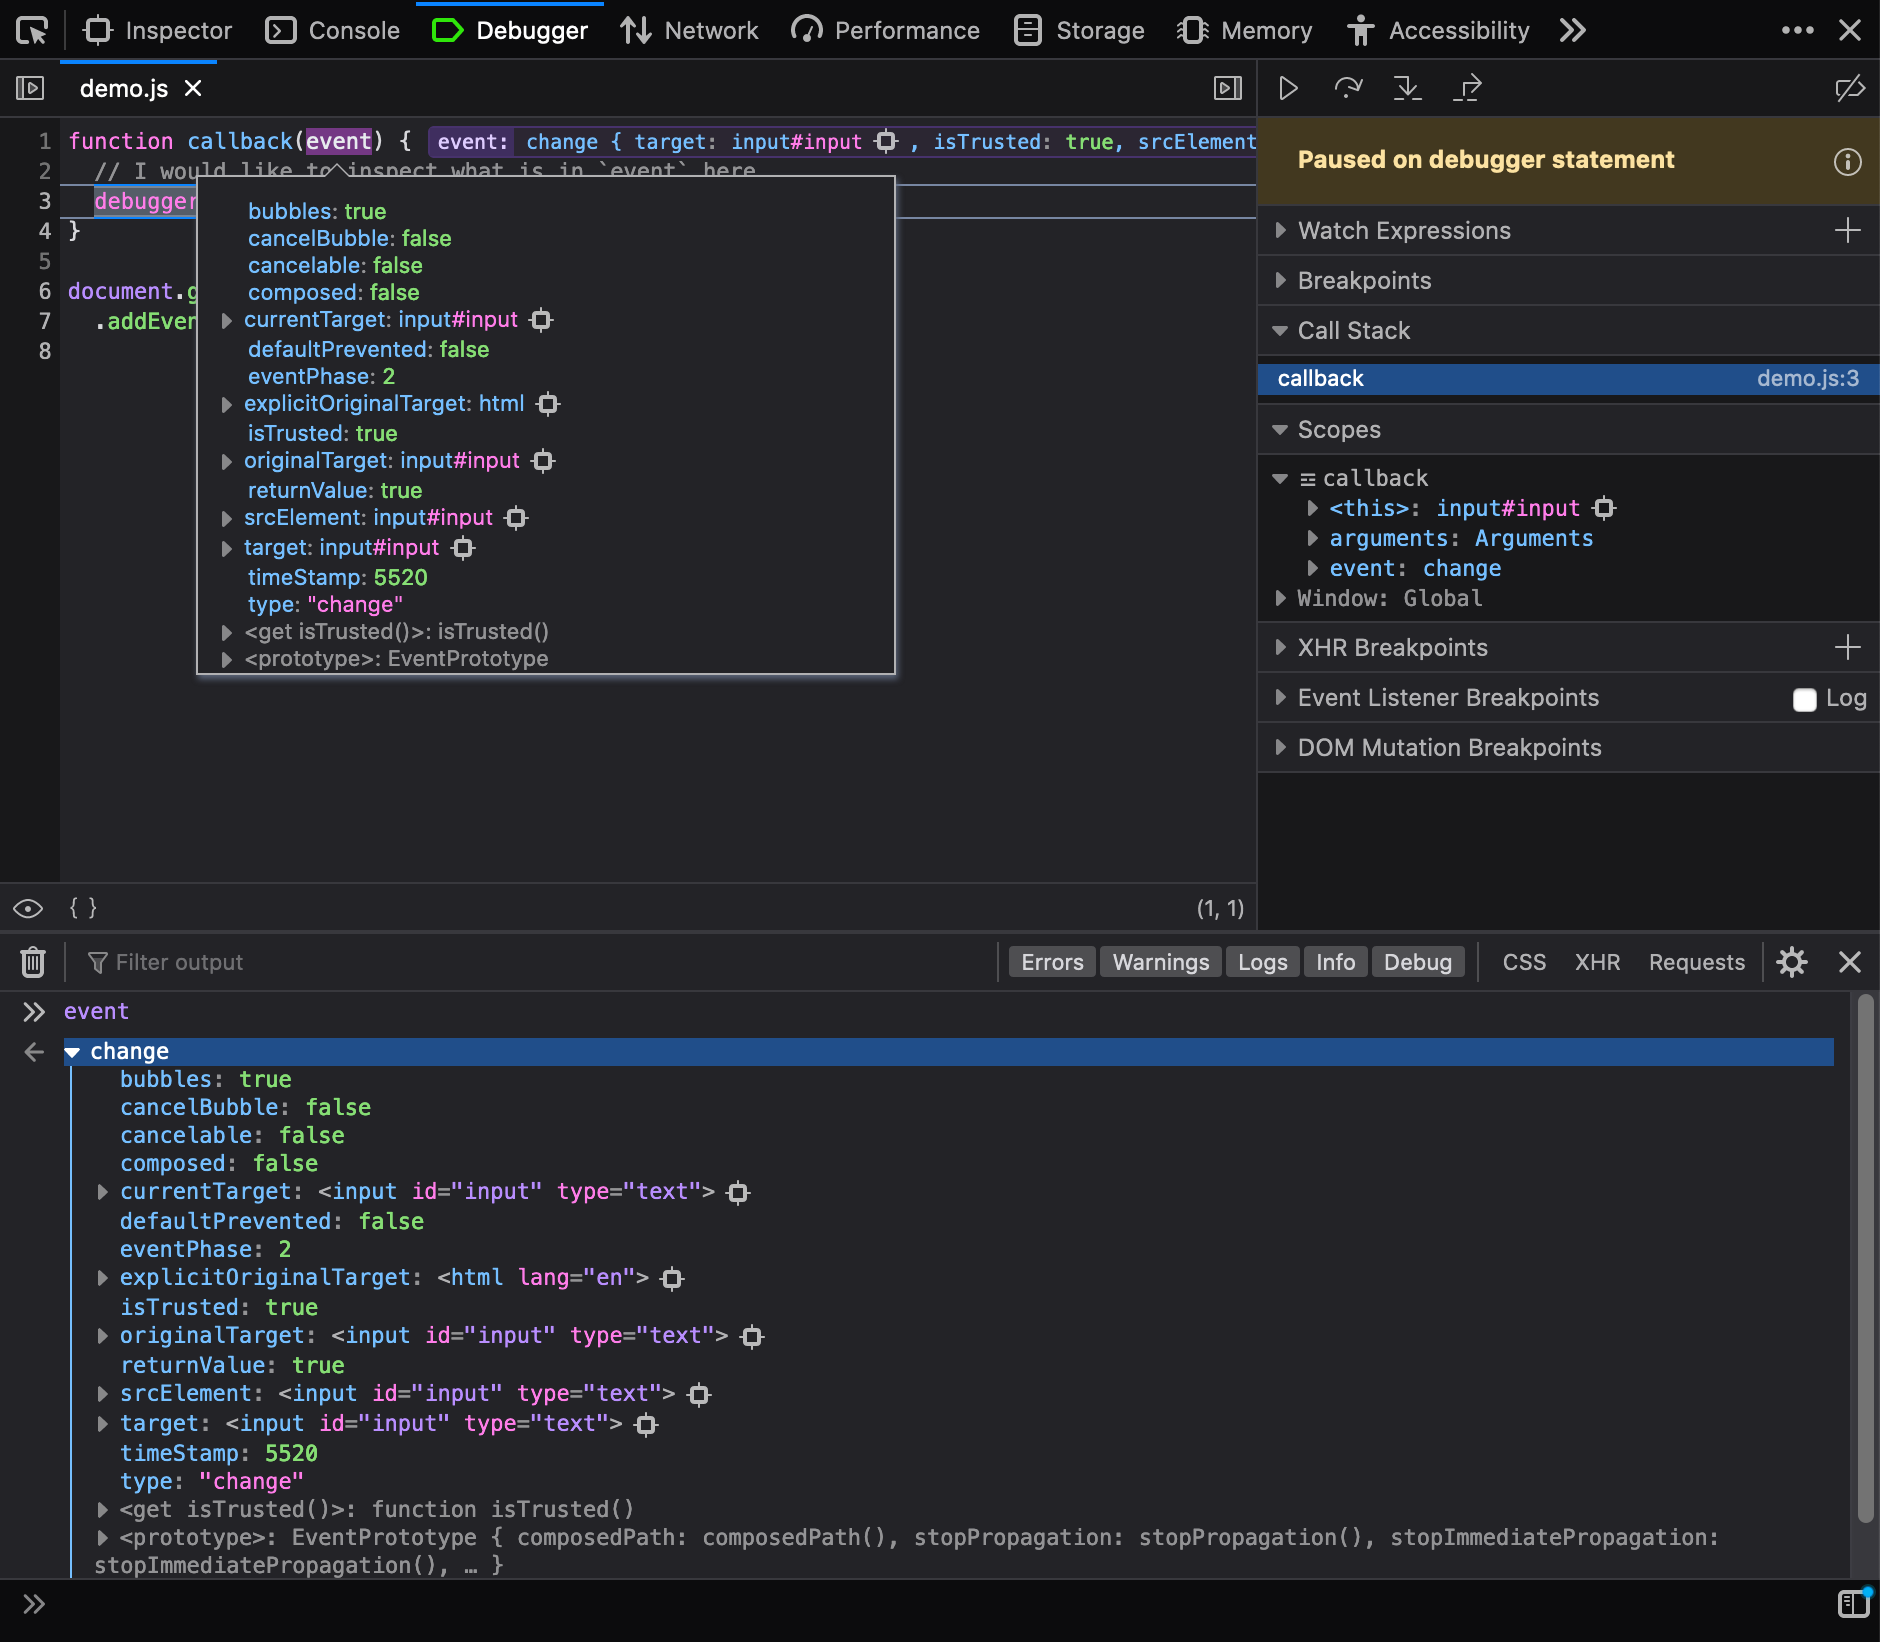 Inspector Console Debugger Network Performance Storage Memory Accessibility
demo.js
1 function callback(event) { event: change { target: input#input , isTrusted: true, srcElement
2 // I would like to inspect what is in `event` here
3 debugger
4 }
5
6 document.g
7 .addEver
8
bubbles: true
cancelBubble: false
cancelable: false
composed: false
currentTarget: input#input
defaultPrevented: false
eventPhase: 2
explicitOriginalTarget: html
isTrusted: true
originalTarget: input#input
returnValue: true
srcElement: input#input
target: input#input
timeStamp: 5520
type: "change"
<get isTrusted()>: isTrusted()
<prototype>: EventPrototype
{ } (1, 1)
Paused on debugger statement
Watch Expressions
Breakpoints
Call Stack
callback demo.js:3
Scopes
callback
<this>: input#input
arguments: Arguments
event: change
Window: Global
XHR Breakpoints
Event Listener Breakpoints Log
DOM Mutation Breakpoints
Filter output Errors Warnings Logs Info Debug CSS XHR Requests
event
change
bubbles: true
cancelBubble: false
cancelable: false
composed: false
currentTarget: <input id="input" type="text">
defaultPrevented: false
eventPhase: 2
explicitOriginalTarget: <html lang="en">
isTrusted: true
originalTarget: <input id="input" type="text">
returnValue: true
srcElement: <input id="input" type="text">
target: <input id="input" type="text">
timeStamp: 5520
type: "change"
<get isTrusted()>: function isTrusted()
<prototype>: EventPrototype { composedPath: composedPath(), stopPropagation: stopPropagation(), stopImmediatePropagation:
stopImmediatePropagation(), … }